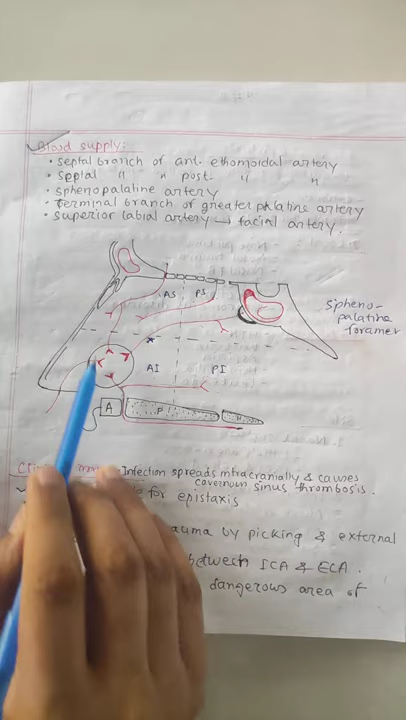 Blood supply:
• septal branch of ant. ethomoidal artery
• septal " " post. " "
• sphenopalatine artery
• terminal branch of greater palatine artery
• superior labial artery → facial artery.
AS PS
spheno-
palatine
foramen
AI PI
A P H
Infection spreads intracranially & causes
cavernous sinus thrombosis.
for epistaxis
trauma by picking & external
between ICA & ECA.
dangerous area of